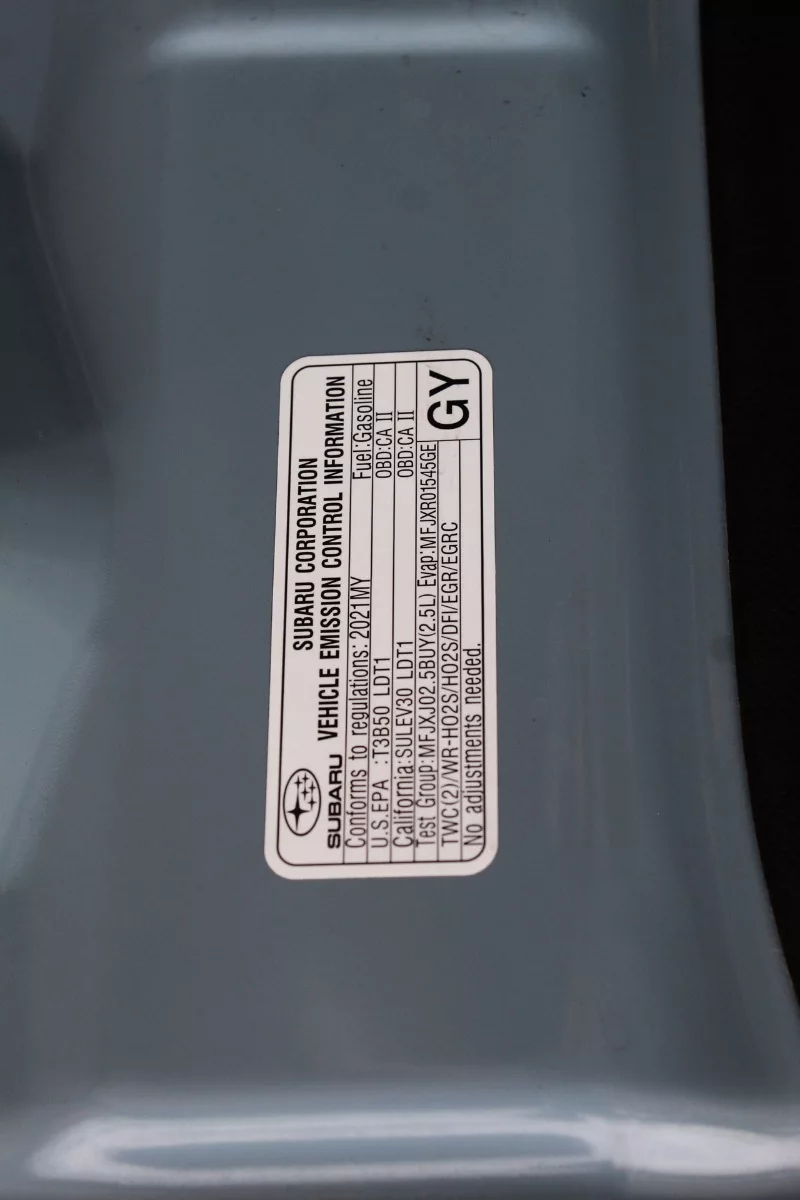 SUBARU CORPORATION
SUBARU VEHICLE EMISSION CONTROL INFORMATION
Conforms to regulations: 2021MY Fuel:Gasoline
U.S.EPA :T3B50 LDT1 OBD:CA II
California:SULEV30 LDT1 OBD:CA II
Test Group:MFJXJ02.5BUY(2.5L) Evap:MFJXR01545GE
TWC(2)/WR-HO2S/HO2S/DFI/EGR/EGRC
No adjustments needed.
GY